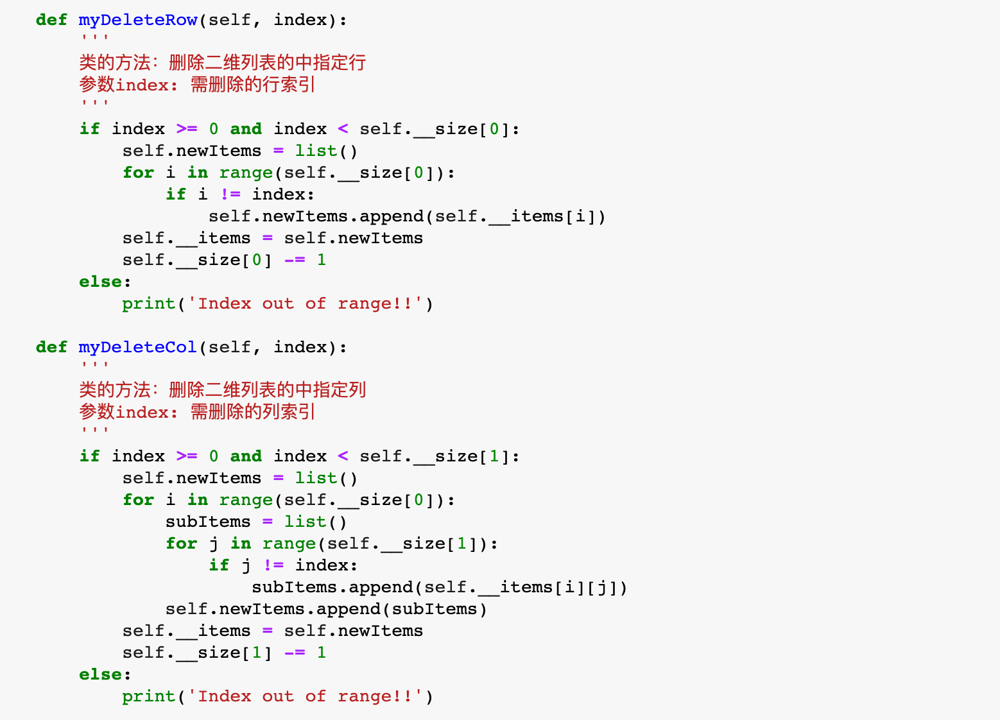 def myDeleteRow(self, index):
    '''
    类的方法：删除二维列表的中指定行
    参数index: 需删除的行索引
    '''
    if index >= 0 and index < self.__size[0]:
        self.newItems = list()
        for i in range(self.__size[0]):
            if i != index:
                self.newItems.append(self.__items[i])
        self.__items = self.newItems
        self.__size[0] -= 1
    else:
        print('Index out of range!!')

def myDeleteCol(self, index):
    '''
    类的方法：删除二维列表的中指定列
    参数index: 需删除的列索引
    '''
    if index >= 0 and index < self.__size[1]:
        self.newItems = list()
        for i in range(self.__size[0]):
            subItems = list()
            for j in range(self.__size[1]):
                if j != index:
                    subItems.append(self.__items[i][j])
            self.newItems.append(subItems)
        self.__items = self.newItems
        self.__size[1] -= 1
    else:
        print('Index out of range!!')